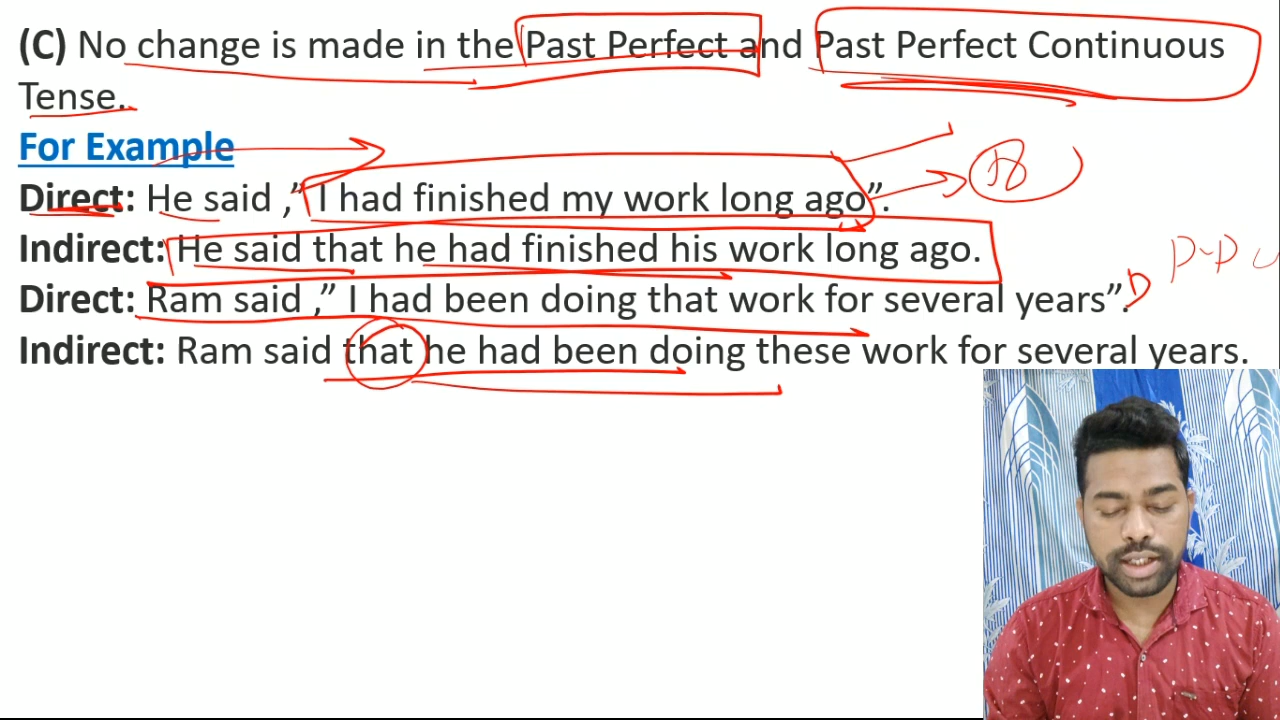 (C) No change is made in the Past Perfect and Past Perfect Continuous
Tense.
For Example
Direct: He said ,” I had finished my work long ago”.
Indirect: He said that he had finished his work long ago.
Direct: Ram said ,” I had been doing that work for several years”.
Indirect: Ram said that he had been doing these work for several years.